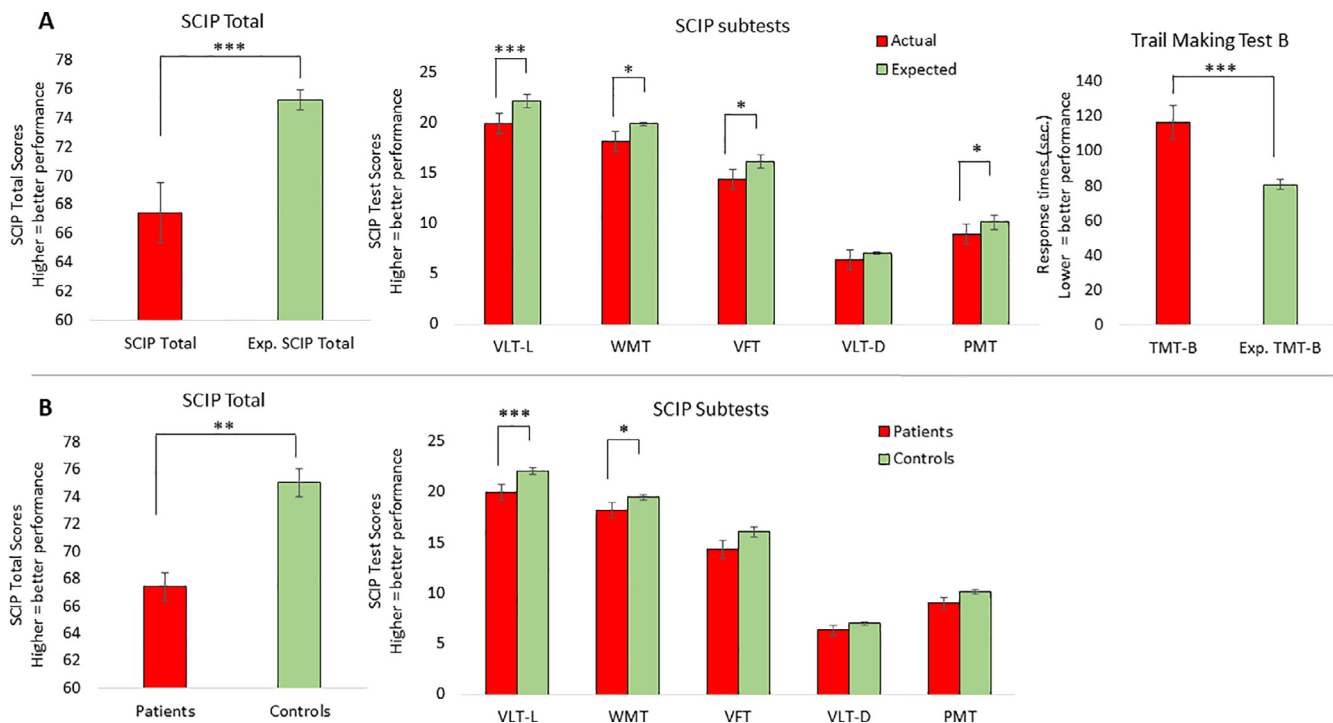 A
SCIP Total
***
SCIP Total Scores
Higher = better performance
78
76
74
72
70
68
66
64
62
60
SCIP Total
Exp. SCIP Total
SCIP subtests
Actual
Expected
SCIP Test Scores
Higher = better performance
25
20
15
10
5
0
***
*
*
*
VLT-L
WMT
VFT
VLT-D
PMT
Trail Making Test B
***
Response times (sec.)
Lower = better performance
140
120
100
80
60
40
20
0
TMT-B
Exp. TMT-B
B
SCIP Total
**
SCIP Total Scores
Higher = better performance
78
76
74
72
70
68
66
64
62
60
Patients
Controls
SCIP Subtests
Patients
Controls
SCIP Test Scores
Higher = better performance
25
20
15
10
5
0
***
*
VLT-L
WMT
VFT
VLT-D
PMT